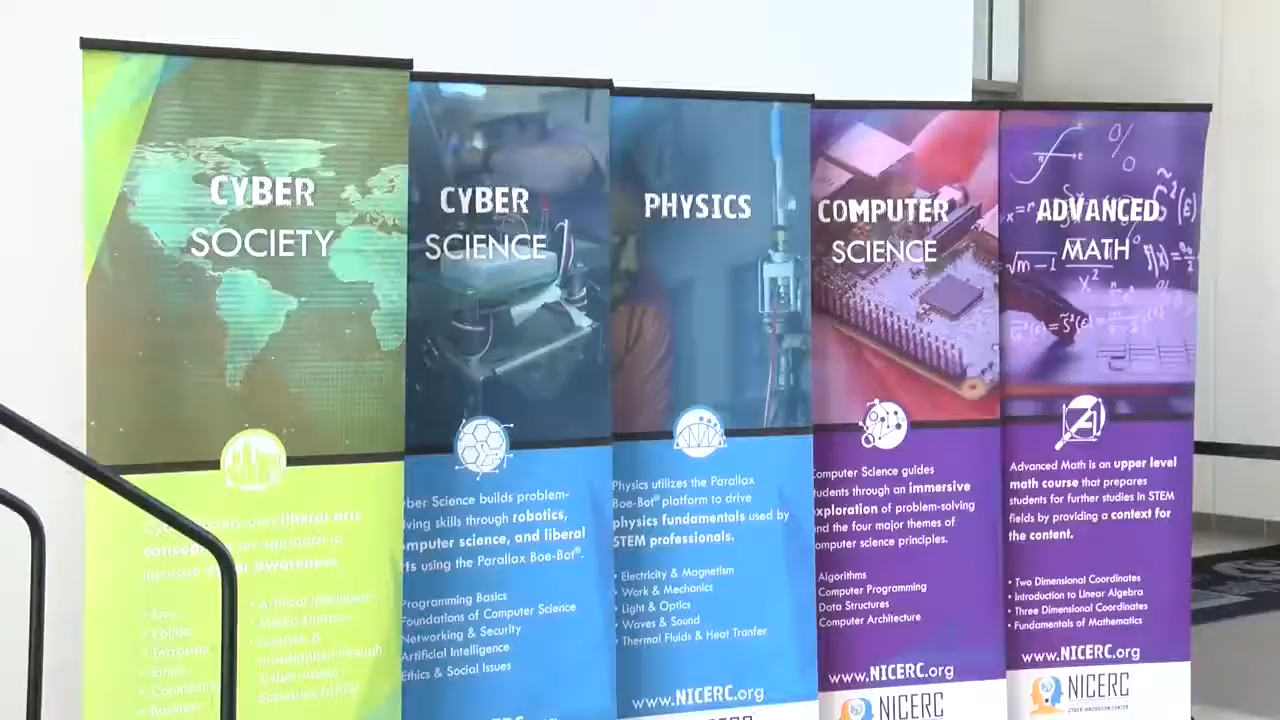 CYBER
SOCIETY
liberal arts
CYBER
SCIENCE
yber Science builds problem-
lving skills through robotics,
mputer science, and liberal
ts using the Parallax Boe-Bot®.
Programming Basics
Foundations of Computer Science
Networking & Security
Artificial Intelligence
Ethics & Social Issues
PHYSICS
Physics utilizes the Parallax
Boe-Bot® platform to drive
physics fundamentals used by
STEM professionals.
• Electricity & Magnetism
• Work & Mechanics
• Light & Optics
• Waves & Sound
• Thermal Fluids & Heat Tranfer
www.NICERC.org
COMPUTER
SCIENCE
omputer Science guides
tudents through an immersive
xploration of problem-solving
nd the four major themes of
omputer science principles.
Algorithms
Computer Programming
Data Structures
Computer Architecture
www.NICERC.org
NICERC
ADVANCED
MATH
Advanced Math is an upper level
math course that prepares
students for further studies in STEM
fields by providing a context for
the content.
• Two Dimensional Coordinates
• Introduction to Linear Algebra
• Three Dimensional Coordinates
• Fundamentals of Mathematics
www.NICERC.org
NICERC
CYBER INNOVATION CENTER